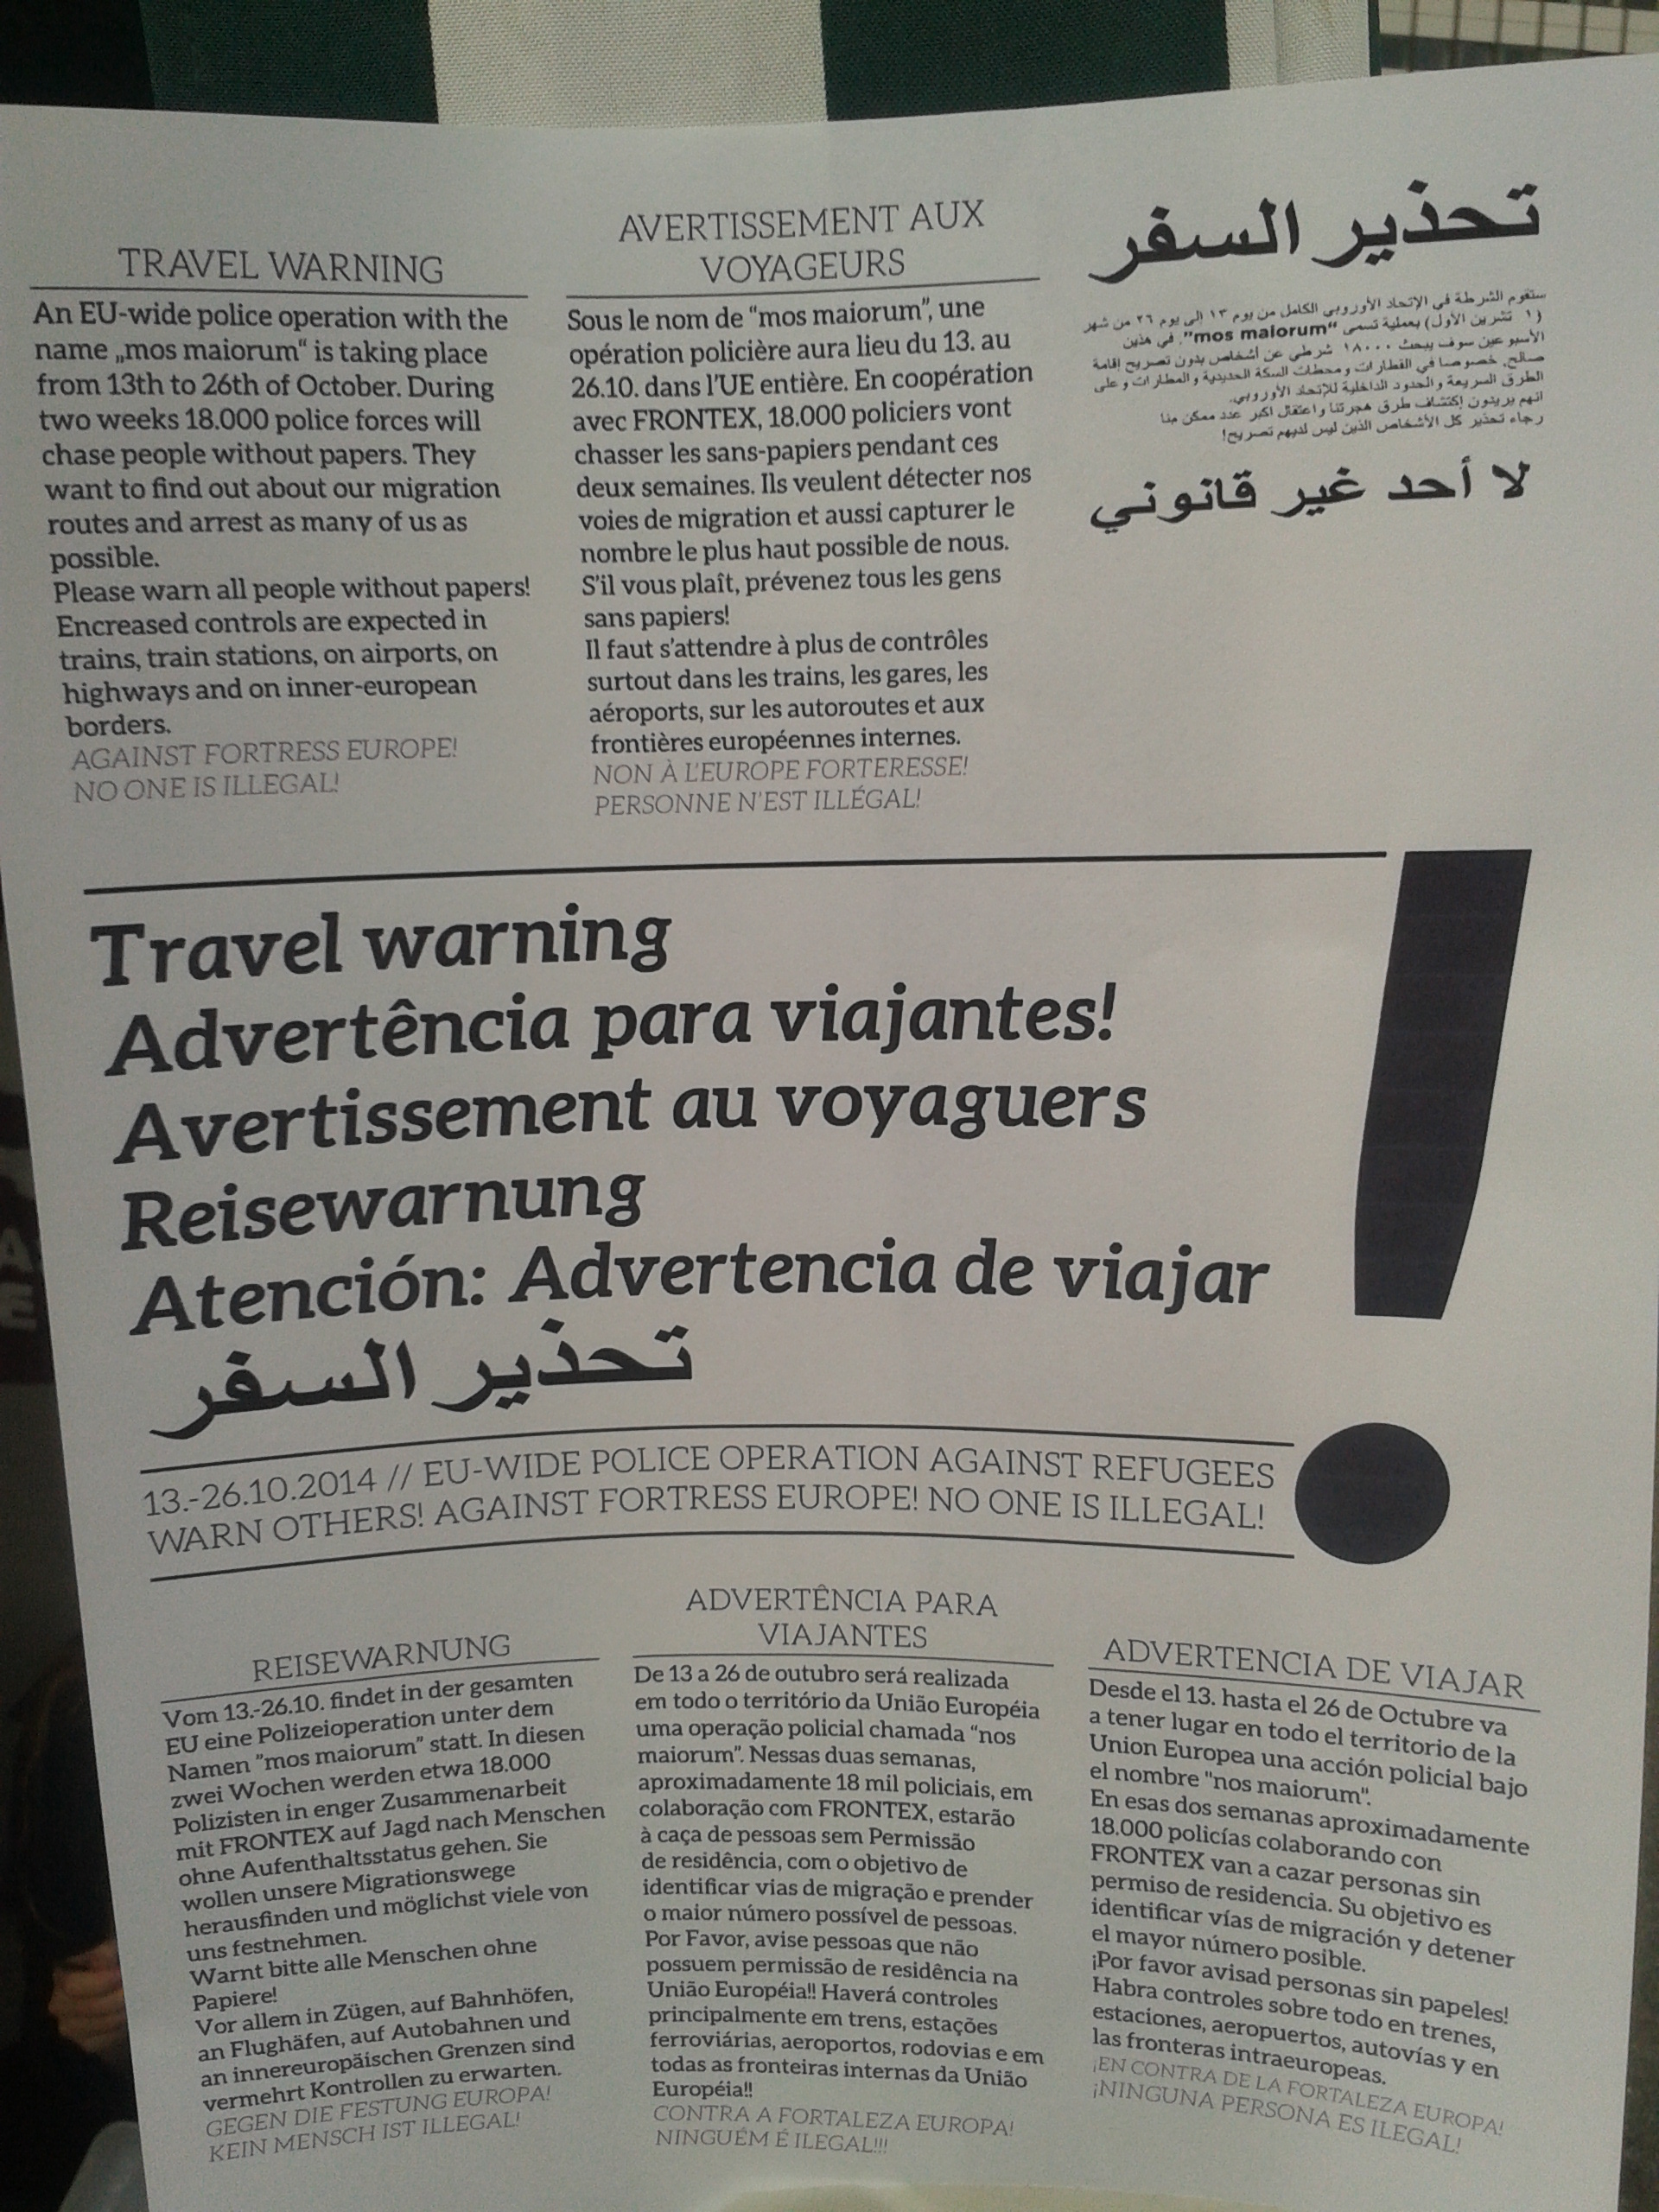 TRAVEL WARNING
An EU-wide police operation with the
name „mos maiorum“ is taking place
from 13th to 26th of October. During
two weeks 18.000 police forces will
chase people without papers. They
want to find out about our migration
routes and arrest as many of us as
possible.
Please warn all people without papers!
Encreased controls are expected in
trains, train stations, on airports, on
highways and on inner-european
borders.
AGAINST FORTRESS EUROPE!
NO ONE IS ILLEGAL!
AVERTISSEMENT AUX
VOYAGEURS
Sous le nom de “mos maiorum”, une
opération policière aura lieu du 13. au
26.10. dans l’UE entière. En coopération
avec FRONTEX, 18.000 policiers vont
chasser les sans-papiers pendant ces
deux semaines. Ils veulent détecter nos
voies de migration et aussi capturer le
nombre le plus haut possible de nous.
S’il vous plaît, prévenez tous les gens
sans papiers!
Il faut s’attendre à plus de contrôles
surtout dans les trains, les gares, les
aéroports, sur les autoroutes et aux
frontières européennes internes.
NON À L’EUROPE FORTERESSE!
PERSONNE N’EST ILLÉGAL!
تحذير السفر
ستقوم الشرطة في الإتحاد الأوروبي الكامل من يوم ١٣ إلى يوم ٢٦ من شهر
(١ تشرين الأول) بعملية تسمى “mos maiorum”. في هذين
الأسبوعين سوف يبحث ١٨٠٠٠ شرطي عن أشخاص بدون تصريح إقامة
صالح. خصوصا في القطارات ومحطات السكة الحديدية والمطارات وعلى
الطرق السريعة والحدود الداخلية للإتحاد الأوروبي.
انهم يريدون إكتشاف طرق هجرتنا واعتقال اكبر عدد ممكن منا
رجاء تحذير كل الأشخاص الذين ليس لديهم تصريح!
لا أحد غير قانوني
Travel warning
Advertência para viajantes!
Avertissement au voyaguers
Reisewarnung
Atención: Advertencia de viajar
تحذير السفر
!
13.-26.10.2014 // EU-WIDE POLICE OPERATION AGAINST REFUGEES
WARN OTHERS! AGAINST FORTRESS EUROPE! NO ONE IS ILLEGAL!
REISEWARNUNG
Vom 13.-26.10. findet in der gesamten
EU eine Polizeioperation unter dem
Namen ”mos maiorum” statt. In diesen
zwei Wochen werden etwa 18.000
Polizisten in enger Zusammenarbeit
mit FRONTEX auf Jagd nach Menschen
ohne Aufenthaltsstatus gehen. Sie
wollen unsere Migrationswege
herausfinden und möglichst viele von
uns festnehmen.
Warnt bitte alle Menschen ohne
Papiere!
Vor allem in Zügen, auf Bahnhöfen,
an Flughäfen, auf Autobahnen und
an innereuropäischen Grenzen sind
vermehrt Kontrollen zu erwarten.
GEGEN DIE FESTUNG EUROPA!
KEIN MENSCH IST ILLEGAL!
ADVERTÊNCIA PARA
VIAJANTES
De 13 a 26 de outubro será realizada
em todo o território da União Européia
uma operação policial chamada “nos
maiorum”. Nessas duas semanas,
aproximadamente 18 mil policiais, em
colaboração com FRONTEX, estarão
à caça de pessoas sem Permissão
de residência, com o objetivo de
identificar vias de migração e prender
o maior número possível de pessoas.
Por Favor, avise pessoas que não
possuem permissão de residência na
União Européia!! Haverá controles
principalmente em trens, estações
ferroviárias, aeroportos, rodovias e em
todas as fronteiras internas da União
Européia!!
CONTRA A FORTALEZA EUROPA!
NINGUÉM É ILEGAL!!!
ADVERTENCIA DE VIAJAR
Desde el 13. hasta el 26 de Octubre va
a tener lugar en todo el territorio de la
Union Europea una acción policial bajo
el nombre "nos maiorum".
En esas dos semanas aproximadamente
18.000 policías colaborando con
FRONTEX van a cazar personas sin
permiso de residencia. Su objetivo es
identificar vías de migración y detener
el mayor número posible.
¡Por favor avisad personas sin papeles!
Habra controles sobre todo en trenes,
estaciones, aeropuertos, autovías y en
las fronteras intraeuropeas.
¡EN CONTRA DE LA FORTALEZA EUROPA!
¡NINGUNA PERSONA ES ILEGAL!